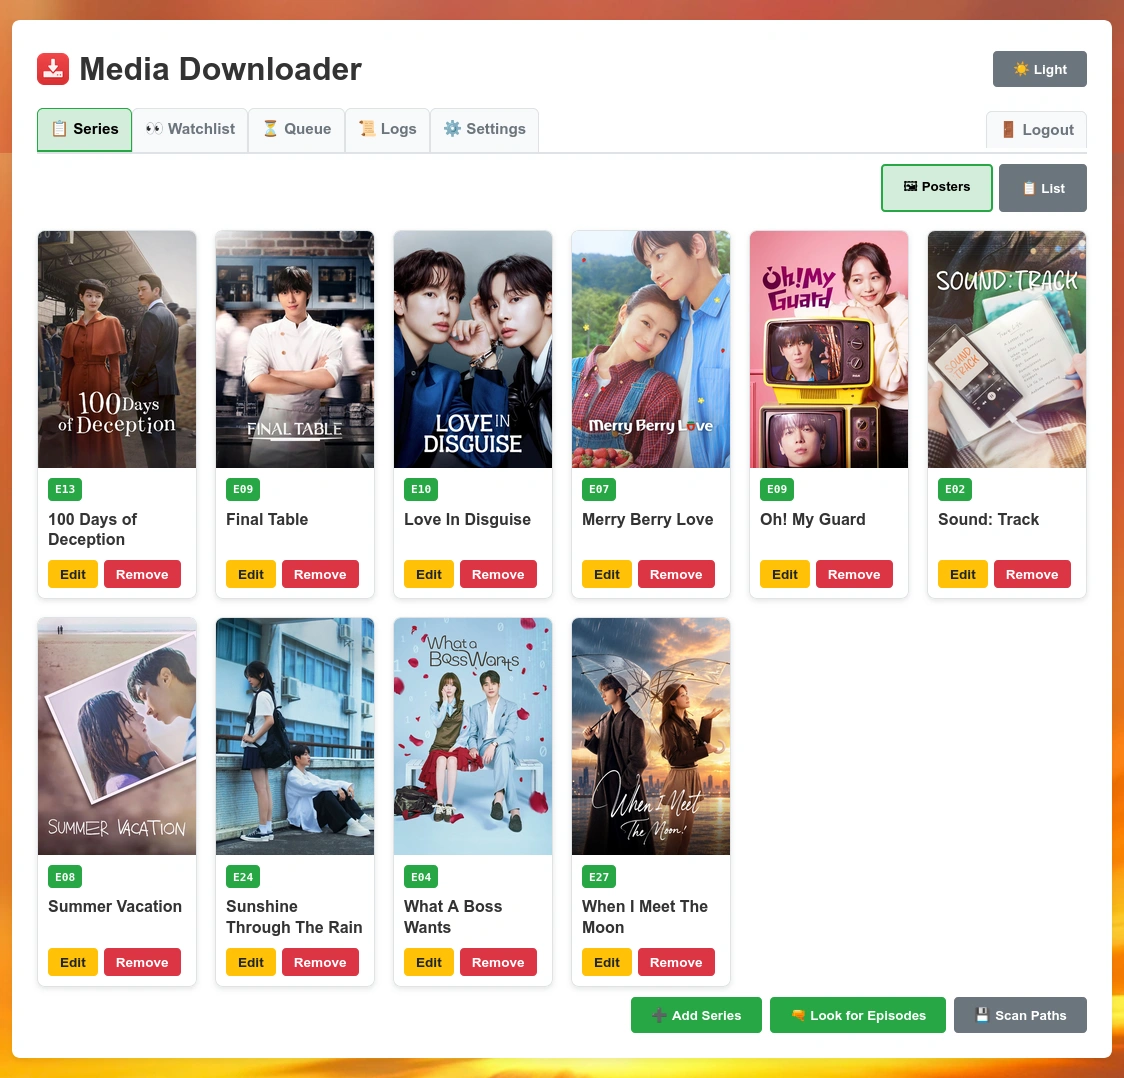 Media Downloader
☀️ Light
📋 Series
👀 Watchlist
⏳ Queue
📜 Logs
⚙️ Settings
🚪 Logout
🖼 Posters
📋 List
100 Days
of Deception
E13
100 Days of
Deception
Edit
Remove
FINAL TABLE
E09
Final Table
Edit
Remove
LOVE IN
DISGUISE
E10
Love In Disguise
Edit
Remove
Merry Berry Love
E07
Merry Berry Love
Edit
Remove
Oh! My
Guard
E09
Oh! My Guard
Edit
Remove
SOUND:TRACK
SOUND
TRACK
E02
Sound: Track
Edit
Remove
SUMMER VACATION
E08
Summer Vacation
Edit
Remove
E24
Sunshine
Through The Rain
Edit
Remove
What a
Boss Wants
E04
What A Boss
Wants
Edit
Remove
When I Meet
The Moon!
E27
When I Meet The
Moon
Edit
Remove
➕ Add Series
🔫 Look for Episodes
💾 Scan Paths